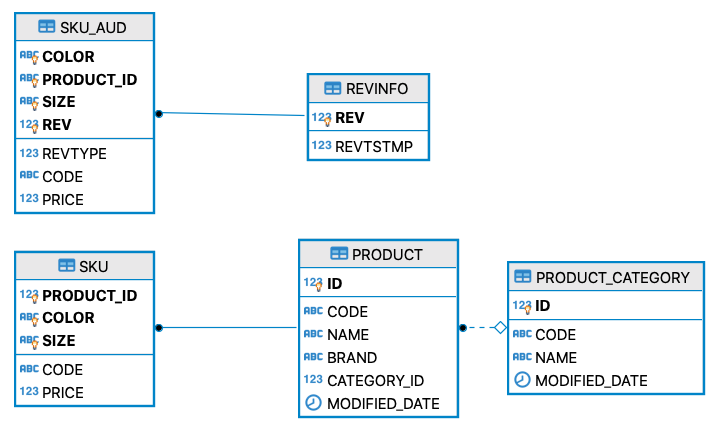 SKU_AUD
ABC COLOR
ABC PRODUCT_ID
ABC SIZE
123 REV
123 REVTYPE
ABC CODE
123 PRICE
REVINFO
123 REV
123 REVTSTMP
SKU
123 PRODUCT_ID
ABC COLOR
ABC SIZE
ABC CODE
123 PRICE
PRODUCT
123 ID
ABC CODE
ABC NAME
ABC BRAND
123 CATEGORY_ID
MODIFIED_DATE
PRODUCT_CATEGORY
123 ID
ABC CODE
ABC NAME
MODIFIED_DATE